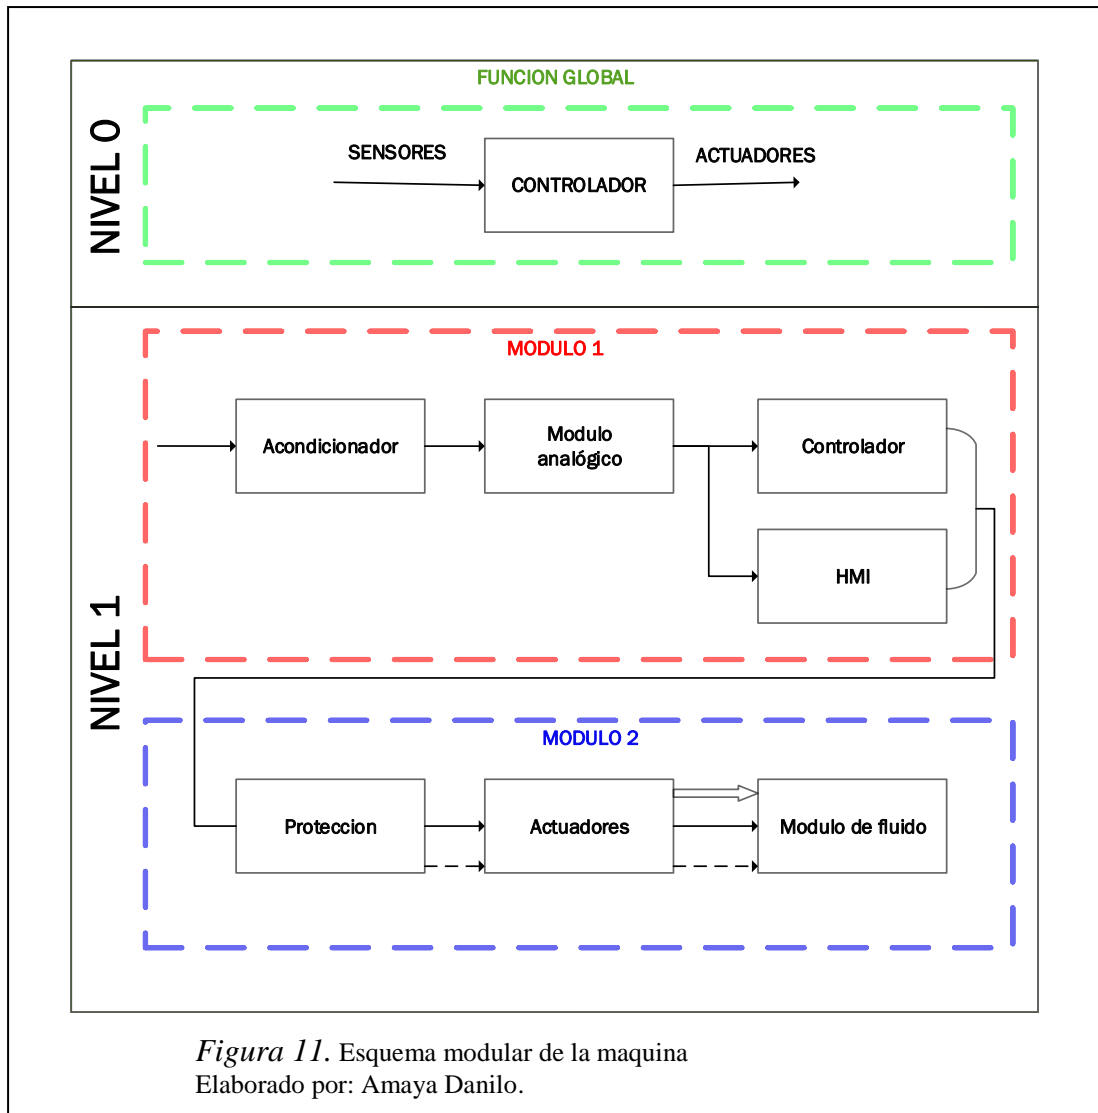 FUNCION GLOBAL
NIVEL 0
SENSORES
CONTROLADOR
ACTUADORES
NIVEL 1
MODULO 1
Acondicionador
Modulo
analógico
Controlador
HMI
MODULO 2
Proteccion
Actuadores
Modulo de fluido
Figura 11. Esquema modular de la maquina
Elaborado por: Amaya Danilo.